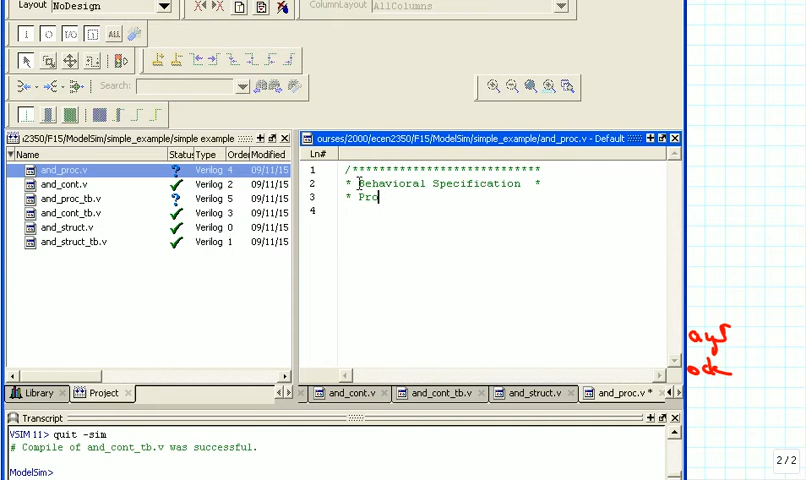 Layout NoDesign ColumnLayout AllColumns
ALL
Search:
i2350/F15/ModelSim/simple_example/simple example
ourses/2000/ecen2350/F15/ModelSim/simple_example/and_proc.v - Default
Name Status Type Order Modified
Ln#
and_proc.v ? Verilog 4 09/11/15
and_cont.v Verilog 2 09/11/15
and_proc_tb.v ? Verilog 5 09/11/15
and_cont_tb.v Verilog 3 09/11/15
and_struct.v Verilog 0 09/11/15
and_struct_tb.v Verilog 1 09/11/15
1 /****************************
2 * Behavioral Specification *
3 * Pro
4
Library Project
and_cont.v and_cont_tb.v and_struct.v and_proc.v *
Transcript
VSIM 11> quit -sim
# Compile of and_cont_tb.v was successful.
ModelSim>
2/2